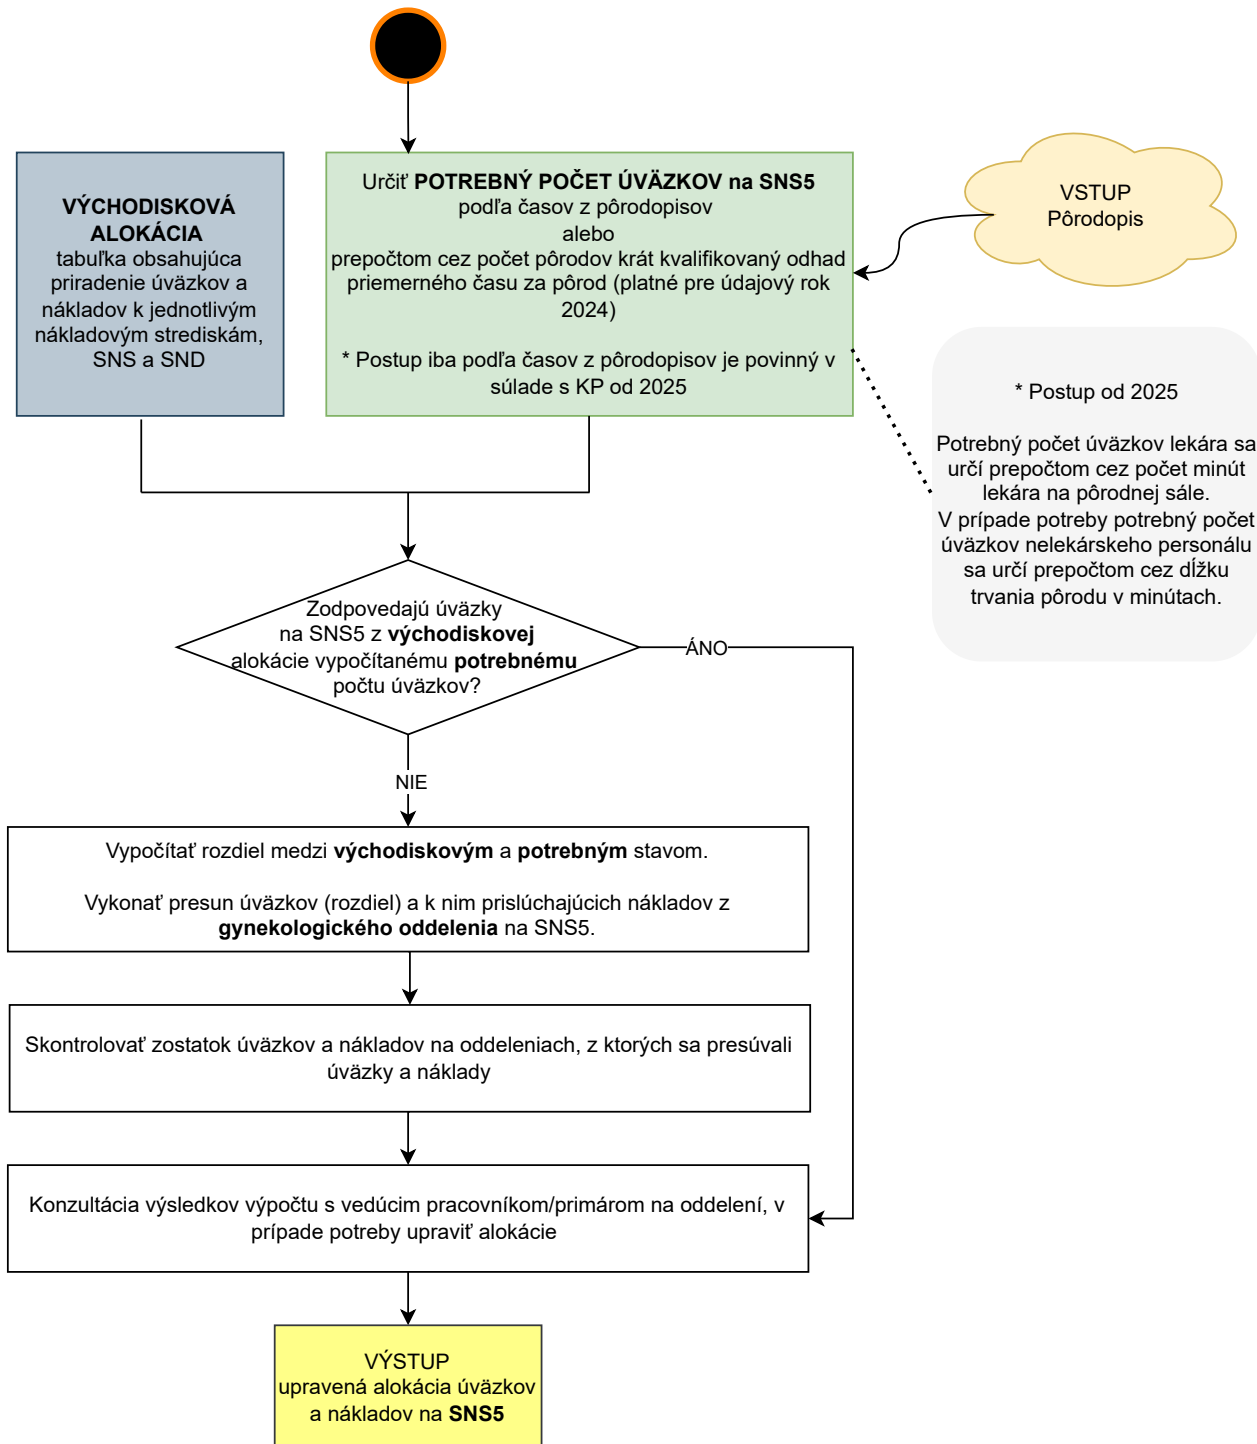 VÝCHODISKOVÁ
ALOKÁCIA
tabuľka obsahujúca
priradenie úväzkov a
nákladov k jednotlivým
nákladovým strediskám,
SNS a SND
Určiť POTREBNÝ POČET ÚVÄZKOV na SNS5
podľa časov z pôrodopisov
alebo
prepočtom cez počet pôrodov krát kvalifikovaný odhad
priemerného času za pôrod (platné pre údajový rok
2024)
* Postup iba podľa časov z pôrodopisov je povinný v
súlade s KP od 2025
VSTUP
Pôrodopis
* Postup od 2025
Potrebný počet úväzkov lekára sa
určí prepočtom cez počet minút
lekára na pôrodnej sále.
V prípade potreby potrebný počet
úväzkov nelekárskeho personálu
sa určí prepočtom cez dĺžku
trvania pôrodu v minútach.
Zodpovedajú úväzky
na SNS5 z východiskovej
alokácie vypočítanému potrebnému
počtu úväzkov?
ÁNO
NIE
Vypočítať rozdiel medzi východiskovým a potrebným stavom.
Vykonať presun úväzkov (rozdiel) a k nim prislúchajúcich nákladov z
gynekologického oddelenia na SNS5.
Skontrolovať zostatok úväzkov a nákladov na oddeleniach, z ktorých sa presúvali
úväzky a náklady
Konzultácia výsledkov výpočtu s vedúcim pracovníkom/primárom na oddelení, v
prípade potreby upraviť alokácie
VÝSTUP
upravená alokácia úväzkov
a nákladov na SNS5